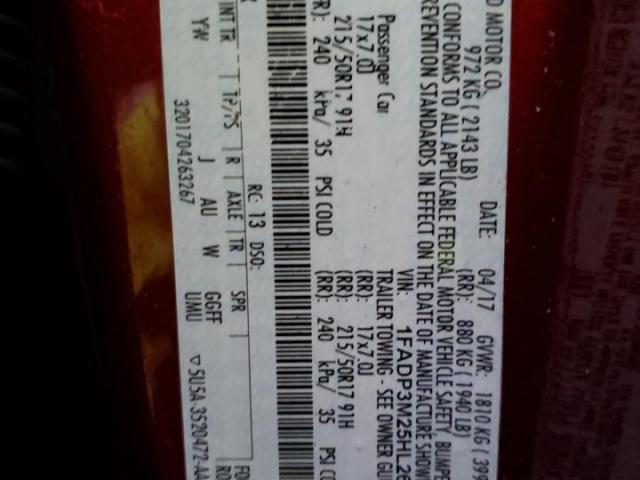 D MOTOR CO. DATE: 04/17 GVWR: 1810 KG ( 399
972 KG ( 2143 LB) (RR): 880 KG ( 1940 LB)
CONFORMS TO ALL APPLICABLE FEDERAL MOTOR VEHICLE SAFETY, BUMPE
REVENTION STANDARDS IN EFFECT ON THE DATE OF MANUFACTURE SHOW
VIN: 1FADP3M25HL26
Passenger Car TRAILER TOWING - SEE OWNER GUI
17x7.0J (RR): 17x7.0J
215/50R17 91H (RR): 215/50R17 91H
R): 240 kPa/ 35 PSI COLD (RR): 240 kPa/ 35 PSI CO
RC: 13 DSO:
INT TR TP/PS R AXLE TR SPR
YW J AU W GGFF
3201704263267 UMU ▽5U5A-3520472-AA